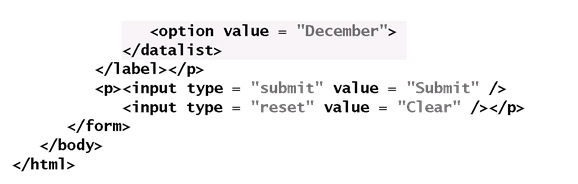 <option value = "December">
</datalist>
</label></p>
<p><input type = "submit" value = "Submit" />
<input type = "reset" value = "Clear" /></p>
</form>
</body>
</html>